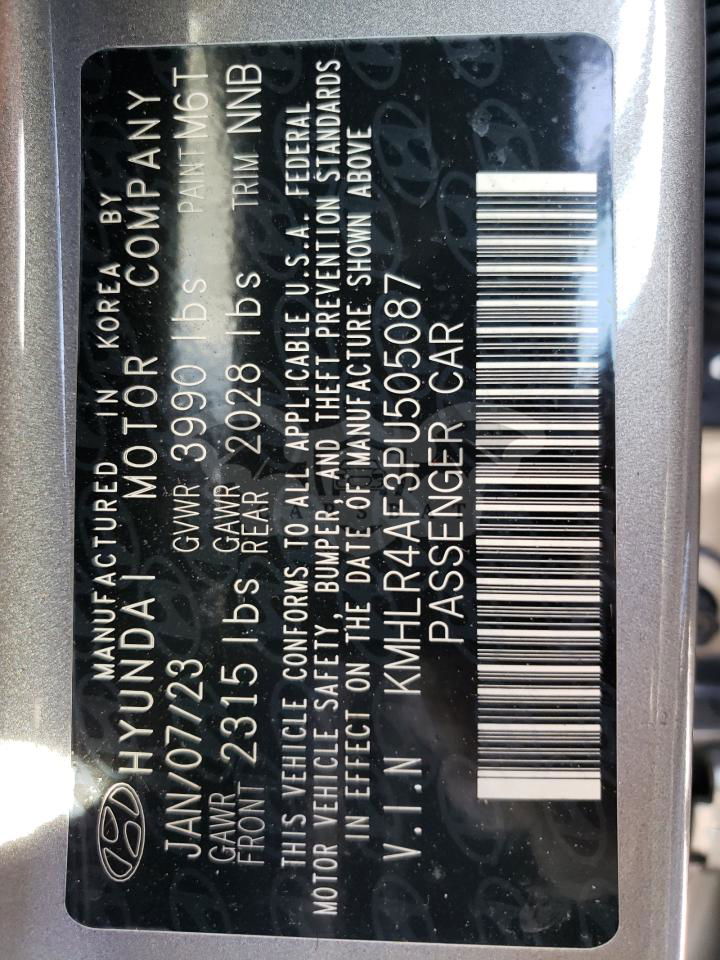 MANUFACTURED IN KOREA BY
HYUNDAI MOTOR COMPANY
JAN/07/23 GVWR 3990 lbs PAINT M6T
GAWR FRONT 2315 lbs GAWR REAR 2028 lbs TRIM NNB
THIS VEHICLE CONFORMS TO ALL APPLICABLE U.S.A. FEDERAL
MOTOR VEHICLE SAFETY, BUMPER, AND THEFT PREVENTION STANDARDS
IN EFFECT ON THE DATE OF MANUFACTURE SHOWN ABOVE
V.I.N KMHLR4AF3PU505087
PASSENGER CAR